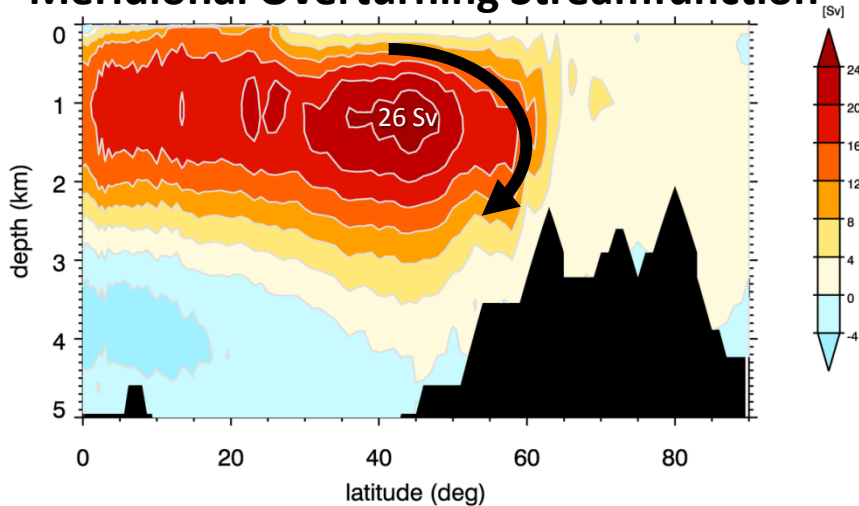 Meridional Overturning Streamfunction
[Sv]
0
1
2
3
4
5
depth (km)
26 Sv
24
20
16
12
8
4
0
-4
0 20 40 60 80
latitude (deg)